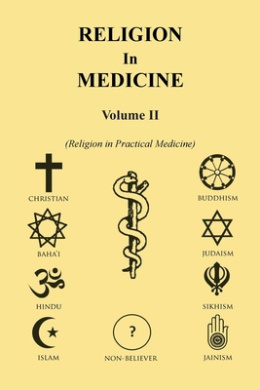 RELIGION
In
MEDICINE
Volume II
(Religion in Practical Medicine)
CHRISTIAN
BUDDHISM
BAHA'I
JUDAISM
HINDU
SIKHISM
ISLAM
?
NON-BELIEVER
JAINISM